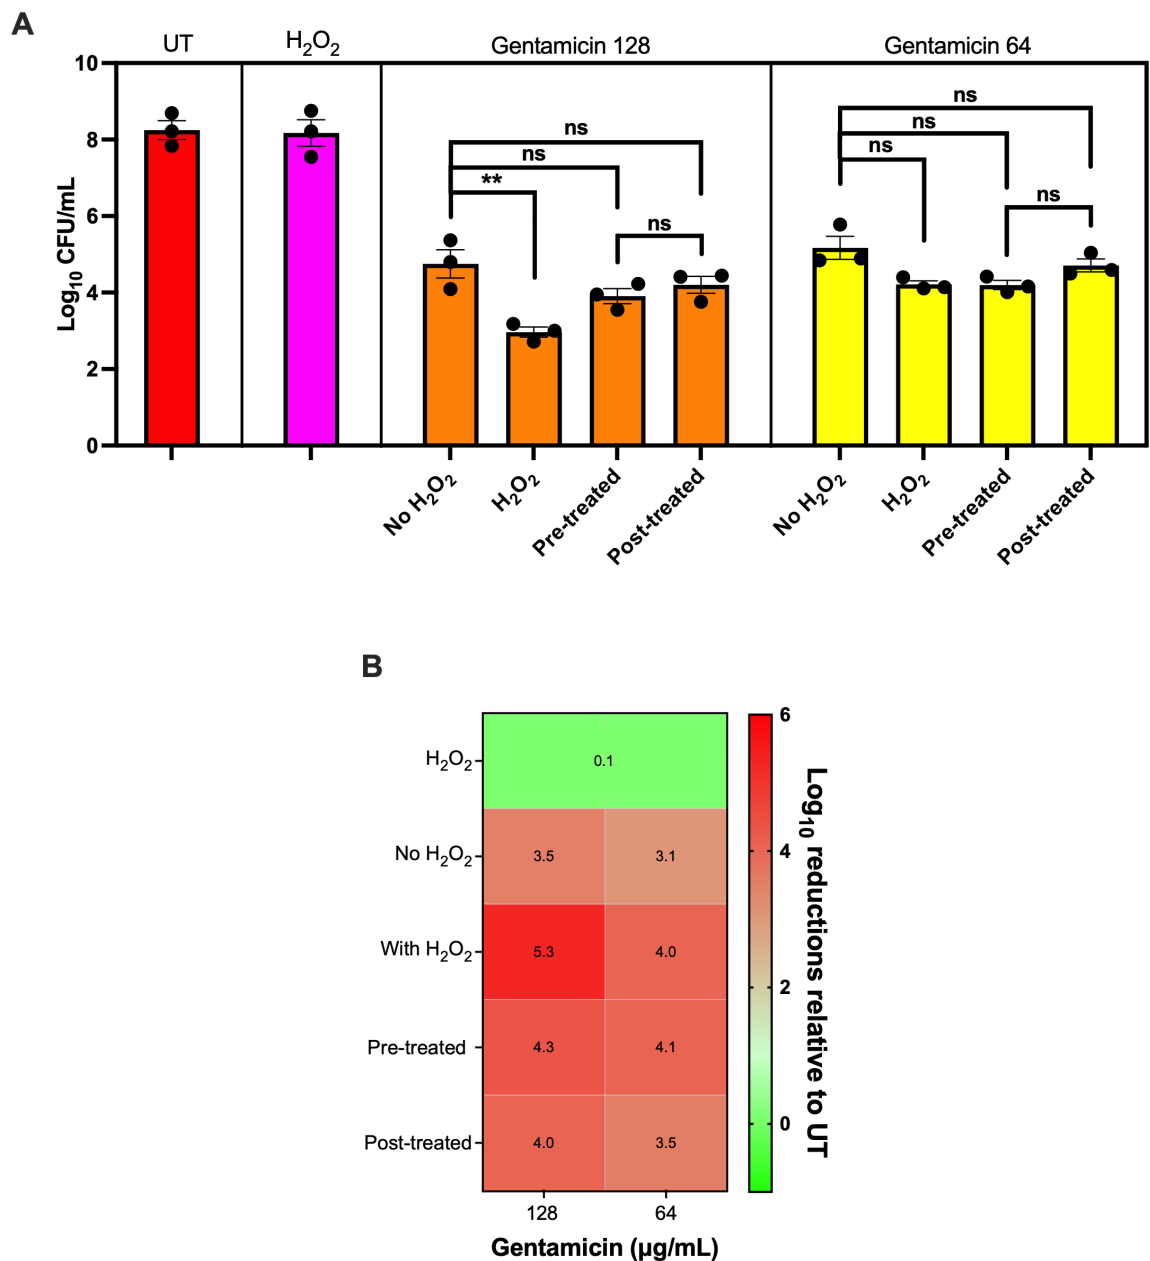 A
UT
H₂O₂
Gentamicin 128
Gentamicin 64
Log₁₀ CFU/mL
10
8
6
4
2
0
ns
ns
**
ns
ns
ns
ns
ns
No H₂O₂
H₂O₂
Pre-treated
Post-treated
No H₂O₂
H₂O₂
Pre-treated
Post-treated
B
H₂O₂
0.1
No H₂O₂
3.5
3.1
With H₂O₂
5.3
4.0
Pre-treated
4.3
4.1
Post-treated
4.0
3.5
128
64
Gentamicin (µg/mL)
6
4
2
0
Log₁₀ reductions relative to UT